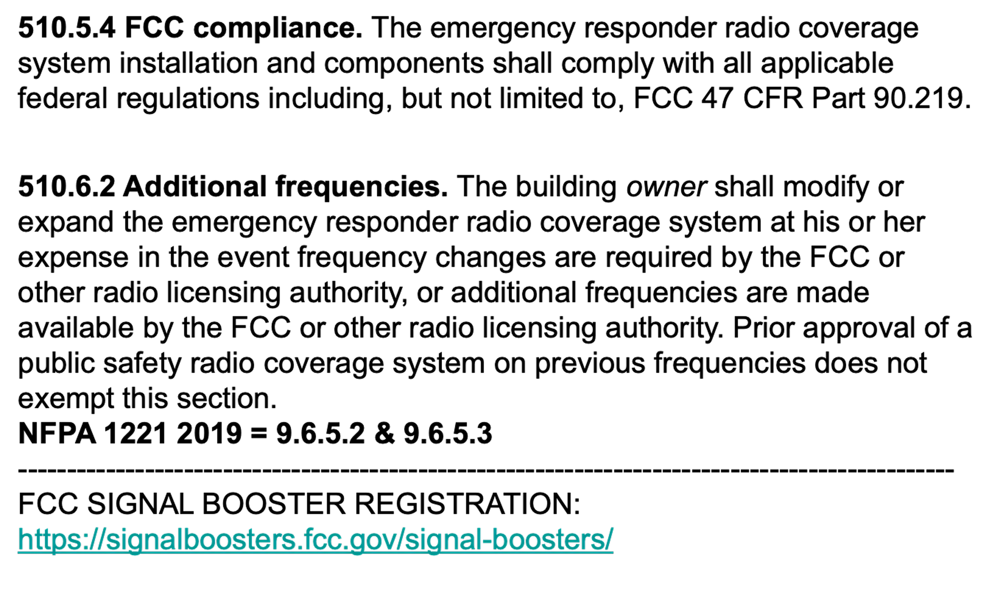 510.5.4 FCC compliance. The emergency responder radio coverage
system installation and components shall comply with all applicable
federal regulations including, but not limited to, FCC 47 CFR Part 90.219.
510.6.2 Additional frequencies. The building owner shall modify or
expand the emergency responder radio coverage system at his or her
expense in the event frequency changes are required by the FCC or
other radio licensing authority, or additional frequencies are made
available by the FCC or other radio licensing authority. Prior approval of a
public safety radio coverage system on previous frequencies does not
exempt this section.
NFPA 1221 2019 = 9.6.5.2 & 9.6.5.3
------------------------------------------------------------------------------------------------
FCC SIGNAL BOOSTER REGISTRATION:
https://signalboosters.fcc.gov/signal-boosters/